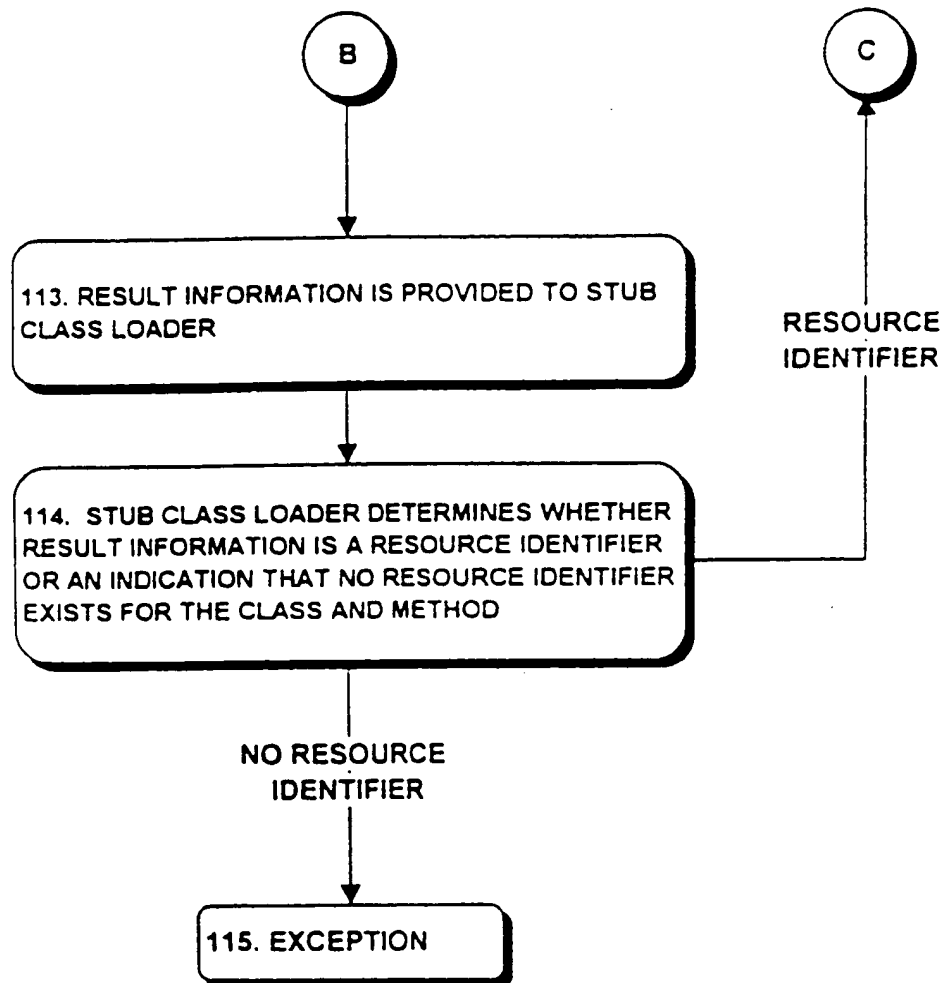 B
C
113. RESULT INFORMATION IS PROVIDED TO STUB
CLASS LOADER
RESOURCE
IDENTIFIER
114. STUB CLASS LOADER DETERMINES WHETHER
RESULT INFORMATION IS A RESOURCE IDENTIFIER
OR AN INDICATION THAT NO RESOURCE IDENTIFIER
EXISTS FOR THE CLASS AND METHOD
NO RESOURCE
IDENTIFIER
115. EXCEPTION